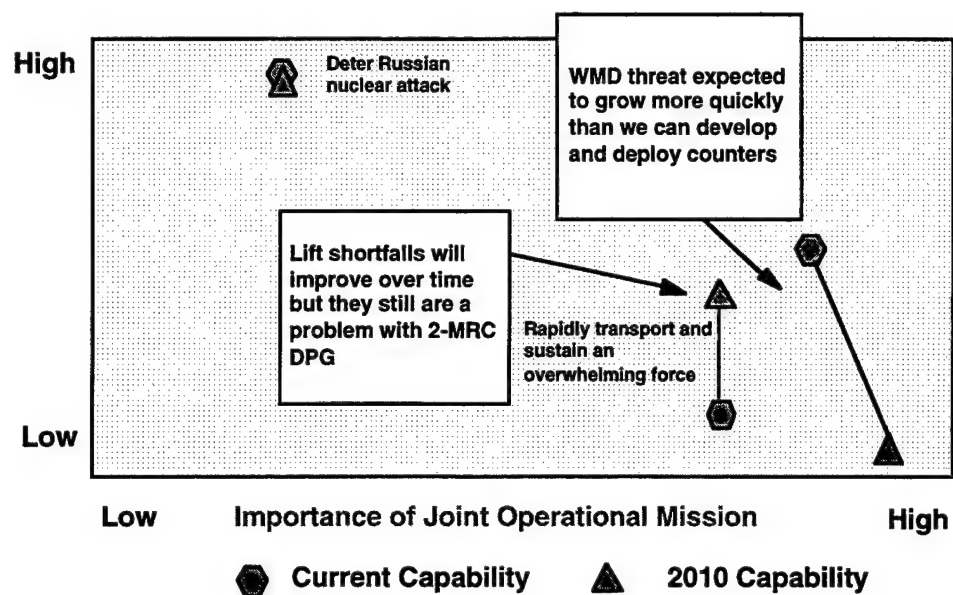 High
Deter Russian
nuclear attack
WMD threat expected
to grow more quickly
than we can develop
and deploy counters
Lift shortfalls will
improve over time
but they still are a
problem with 2-MRC
DPG
Rapidly transport and
sustain an
overwhelming force
Low
Low Importance of Joint Operational Mission High
Current Capability 2010 Capability